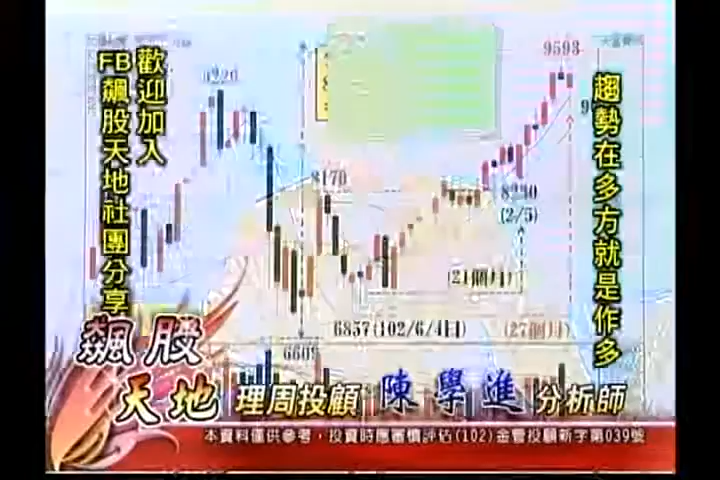 歡迎加入
FB飆股天地社團分享
趨勢在多方就是作多
9593
8170
8230
(2/5)
(21個月)
6857(102/6/4日)
(27個月)
6609
飆股
天地
理周投顧 陳學進 分析師
本資料僅供參考，投資時應審慎評估(102)金管投顧新字第039號